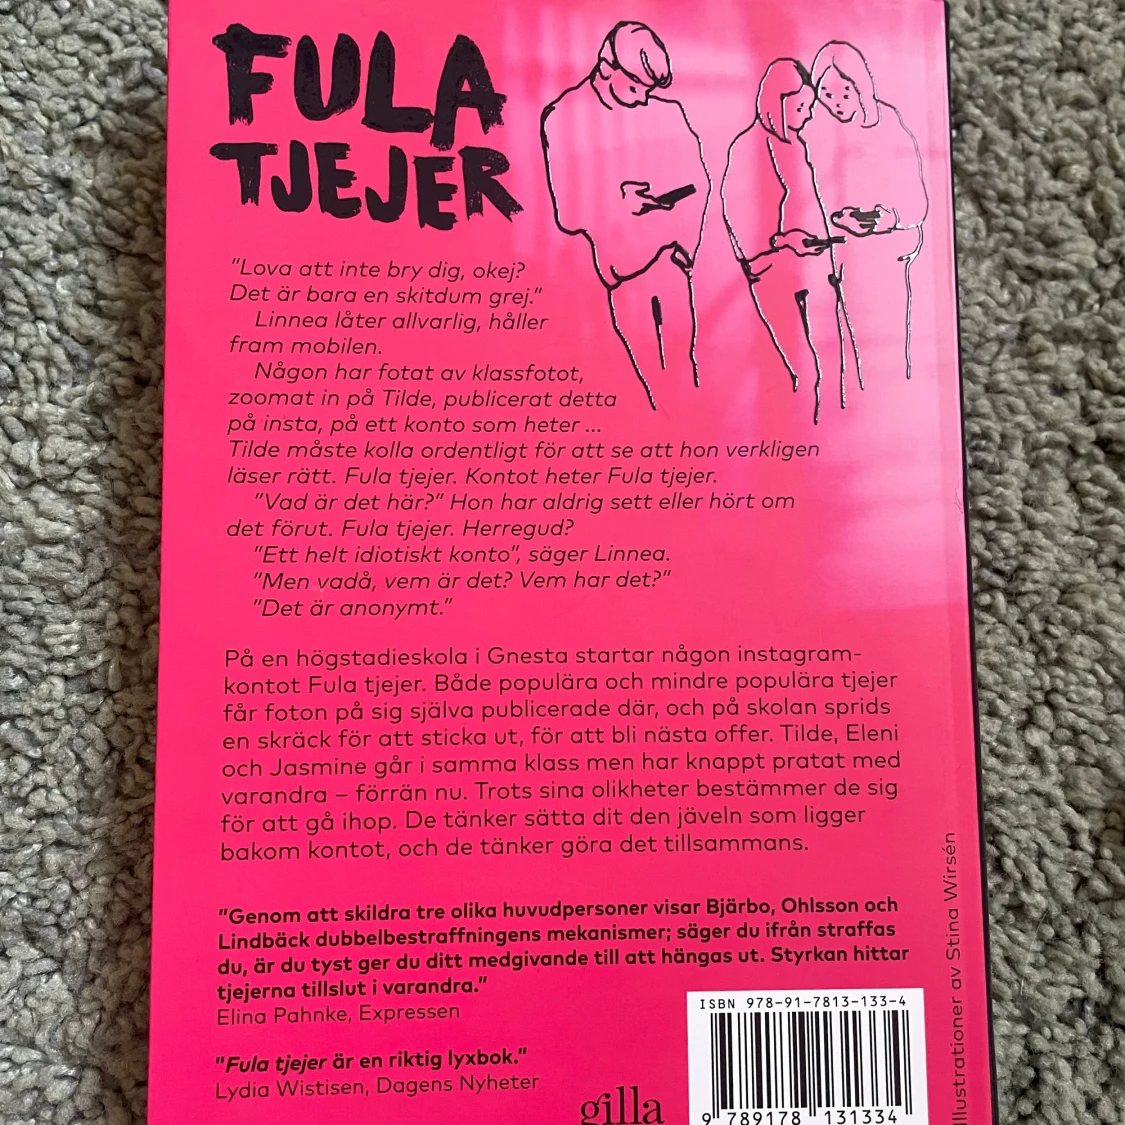 FULA
TJEJER
"Lova att inte bry dig, okej?
Det är bara en skitdum grej."
Linnea låter allvarlig, håller
fram mobilen.
Någon har fotat av klassfotot,
zoomat in på Tilde, publicerat detta
på insta, på ett konto som heter ...
Tilde måste kolla ordentligt för att se att hon verkligen
läser rätt. Fula tjejer. Kontot heter Fula tjejer.
"Vad är det här?" Hon har aldrig sett eller hört om
det förut. Fula tjejer. Herregud?
"Ett helt idiotiskt konto", säger Linnea.
"Men vadå, vem är det? Vem har det?"
"Det är anonymt."
På en högstadieskola i Gnesta startar någon instagram-
kontot Fula tjejer. Både populära och mindre populära tjejer
får foton på sig själva publicerade där, och på skolan sprids
en skräck för att sticka ut, för att bli nästa offer. Tilde, Eleni
och Jasmine går i samma klass men har knappt pratat med
varandra – förrän nu. Trots sina olikheter bestämmer de sig
för att gå ihop. De tänker sätta dit den jäveln som ligger
bakom kontot, och de tänker göra det tillsammans.
"Genom att skildra tre olika huvudpersoner visar Bjärbo, Ohlsson och
Lindbäck dubbelbestraffningens mekanismer; säger du ifrån straffas
du, är du tyst ger du ditt medgivande till att hängas ut. Styrkan hittar
tjejerna tillslut i varandra."
Elina Pahnke, Expressen
"Fula tjejer är en riktig lyxbok."
Lydia Wistisen, Dagens Nyheter
gilla
ISBN 978-91-7813-133-4
9 789178 131334
Illustrationer av Stina Wirsén